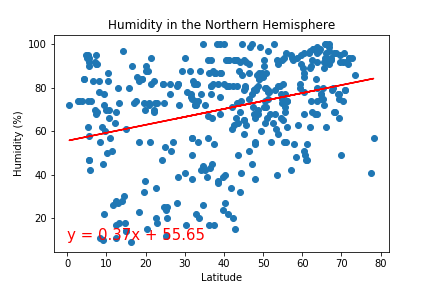 Humidity in the Northern Hemisphere
100
80
60
40
20
Humidity (%)
y = 0.37x + 55.65
0 10 20 30 40 50 60 70 80
Latitude